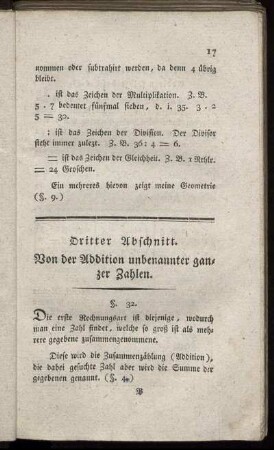 17
nommen oder subtrahirt werden, da denn 4 übrig
bleibt.
. ist das Zeichen der Multiplikation. Z. B.
5 . 7 bedeutet fünfmal sieben, d. i. 35. 3 . 2
5 = 30.
: ist das Zeichen der Division. Der Divisor
steht immer zuletzt. Z. B. 36 : 4 = 6.
= ist das Zeichen der Gleichheit. Z. B. 1 Rthlr.
= 24 Groschen.
Ein mehreres hievon zeigt meine Geometrie
(§. 9.)
Dritter Abschnitt.
Von der Addition unbenannter gan-
zer Zahlen.
§. 32.
Die erste Rechnungsart ist diejenige, wodurch
man eine Zahl findet, welche so groß ist als meh-
rere gegebene zusammengenommene.
Diese wird die Zusammenzählung (Addition),
die dabei gesuchte Zahl aber wird die Summe der
gegebenen genannt. (§. 4.)
B